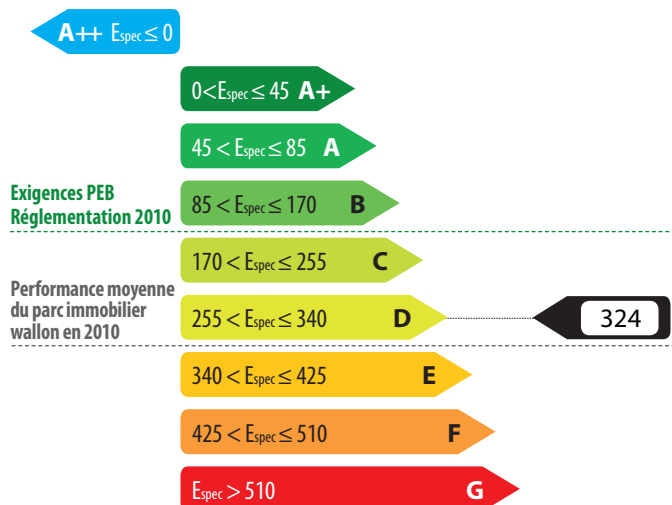 A++ Espec ≤ 0
0<Espec ≤ 45 A+
45 < Espec ≤ 85 A
Exigences PEB
Réglementation 2010
85 < Espec ≤ 170 B
170 < Espec ≤ 255 C
Performance moyenne
du parc immobilier
wallon en 2010
255 < Espec ≤ 340 D
324
340 < Espec ≤ 425 E
425 < Espec ≤ 510 F
Espec > 510 G